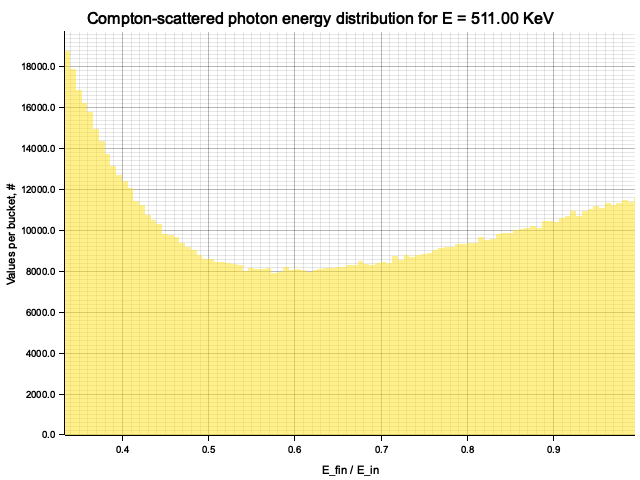 Compton-scattered photon energy distribution for E = 511.00 KeV
Values per bucket, #
18000.0
16000.0
14000.0
12000.0
10000.0
8000.0
6000.0
4000.0
2000.0
0.0
0.4 0.5 0.6 0.7 0.8 0.9
E_fin / E_in